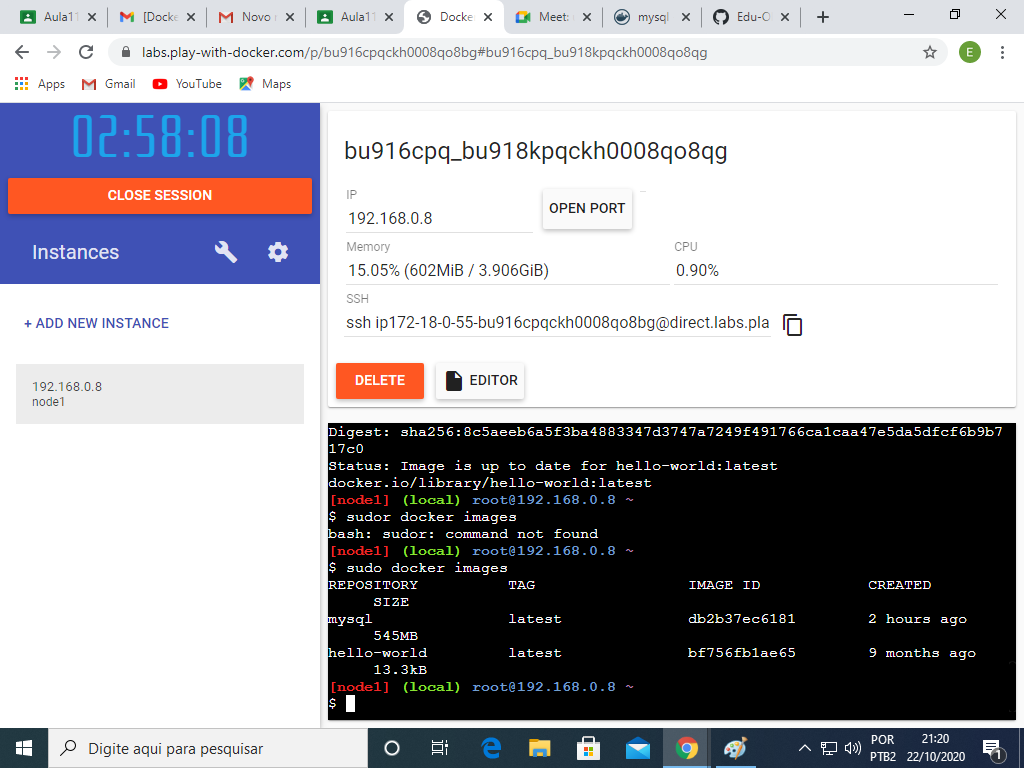 Aula11
[Docke
Novo r
Aula11
Docke
Meet:
mysql
Edu-O
labs.play-with-docker.com/p/bu916cpqckh0008qo8bg#bu916cpq_bu918kpqckh0008qo8qg
E
Apps
Gmail
YouTube
Maps
02:58:08
CLOSE SESSION
Instances
+ ADD NEW INSTANCE
192.168.0.8
node1
bu916cpq_bu918kpqckh0008qo8qg
IP
192.168.0.8
OPEN PORT
Memory
15.05% (602MiB / 3.906GiB)
CPU
0.90%
SSH
ssh ip172-18-0-55-bu916cpqckh0008qo8bg@direct.labs.pla
DELETE
EDITOR
Digest: sha256:8c5aeeb6a5f3ba4883347d3747a7249f491766ca1caa47e5da5dfcf6b9b7
17c0
Status: Image is up to date for hello-world:latest
docker.io/library/hello-world:latest
[node1] (local) root@192.168.0.8 ~
$ sudor docker images
bash: sudor: command not found
[node1] (local) root@192.168.0.8 ~
$ sudo docker images
REPOSITORY TAG IMAGE ID CREATED
SIZE
mysql latest db2b37ec6181 2 hours ago
545MB
hello-world latest bf756fb1ae65 9 months ago
13.3kB
[node1] (local) root@192.168.0.8 ~
$
Digite aqui para pesquisar
POR
PTB2
21:20
22/10/2020
1